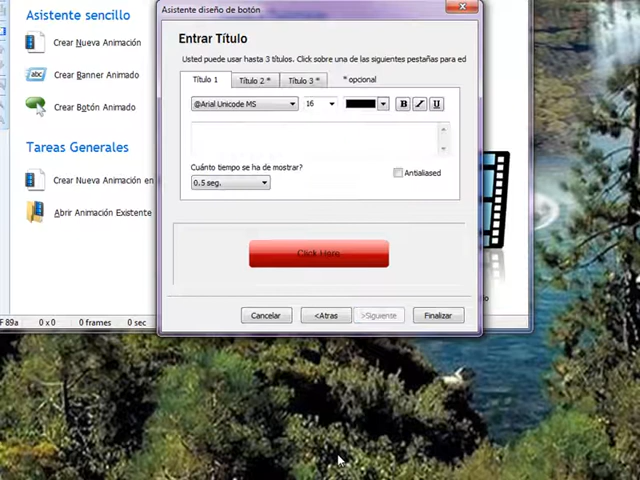 Asistente diseño de botón
Asistente sencillo
Crear Nueva Animación
Crear Banner Animado
Crear Botón Animado
Tareas Generales
Crear Nueva Animación en
Abrir Animación Existente
Entrar Título
Usted puede usar hasta 3 títulos. Click sobre una de las siguientes pestañas para ed
Título 1 Título 2 * Título 3 * * opcional
@Arial Unicode MS 16 B I U
Cuánto tiempo se ha de mostrar?
Antialiased
0.5 seg.
Click Here
Cancelar <Atras >Siguiente Finalizar
F 89a 0 x 0 0 frames 0 sec